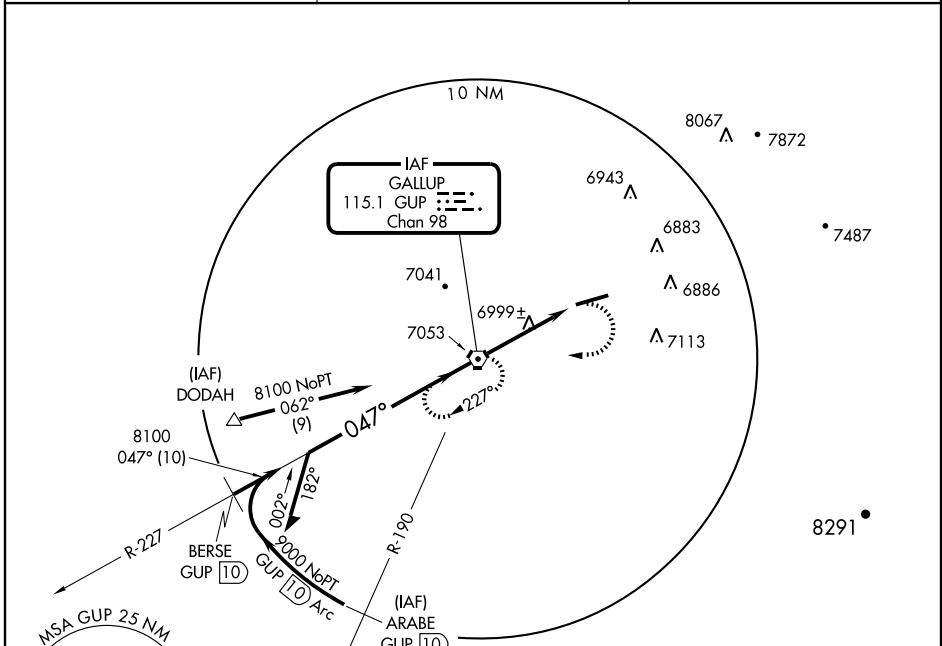 10 NM
8067
7872
IAF
GALLUP
115.1 GUP
Chan 98
6943
6883
7487
7041
6886
6999±
7053
7113
(IAF)
DODAH
8100 NoPT
062°
(9)
047°
227°
8100
047° (10)
002°
182°
R-190
8291
R-227
BERSE
GUP 10
9000 NoPT
GUP 10 Arc
(IAF)
ARABE
GUP 10
MSA GUP 25 NM